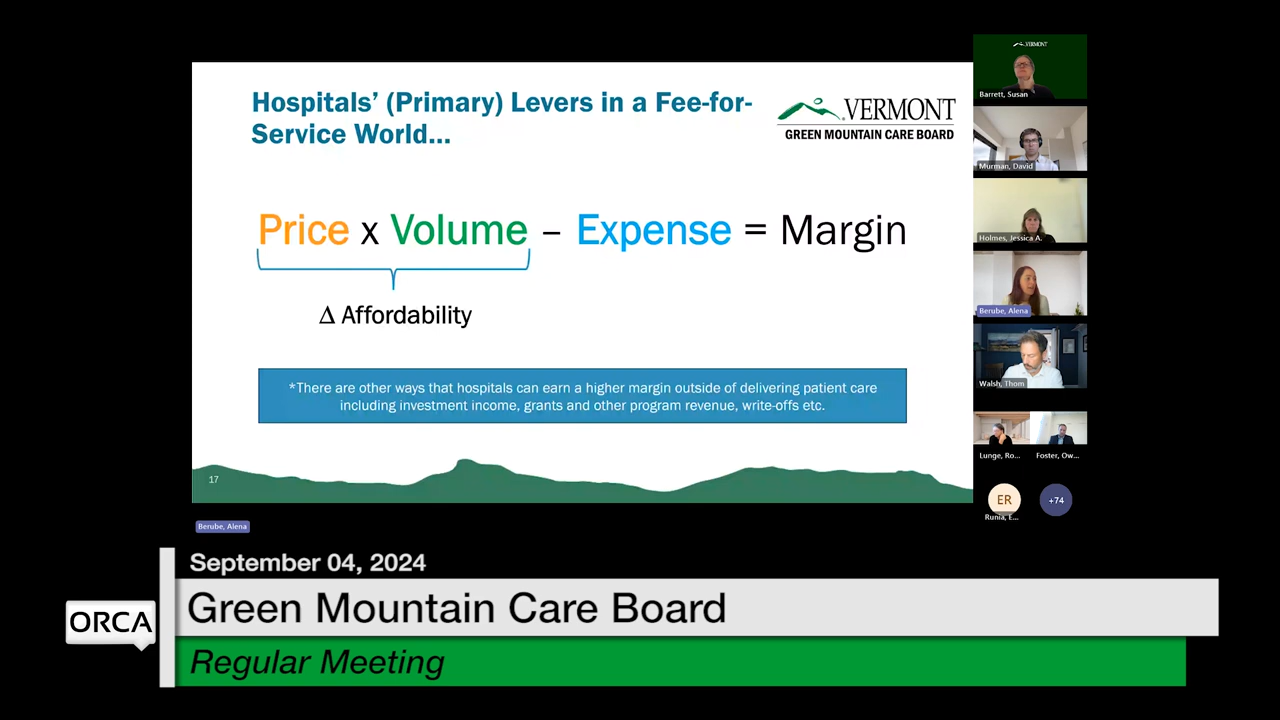 Hospitals’ (Primary) Levers in a Fee-for-
Service World...
VERMONT
GREEN MOUNTAIN CARE BOARD
Price x Volume – Expense = Margin
Δ Affordability
*There are other ways that hospitals can earn a higher margin outside of delivering patient care
including investment income, grants and other program revenue, write-offs etc.
17
VERMONT
Barrett, Susan
Murman, David
Holmes, Jessica A.
Berube, Alena
Walsh, Thom
Lunge, Ro...
Foster, Ow...
ER
Runia, E...
+74
Berube, Alena
September 04, 2024
ORCA
Green Mountain Care Board
Regular Meeting